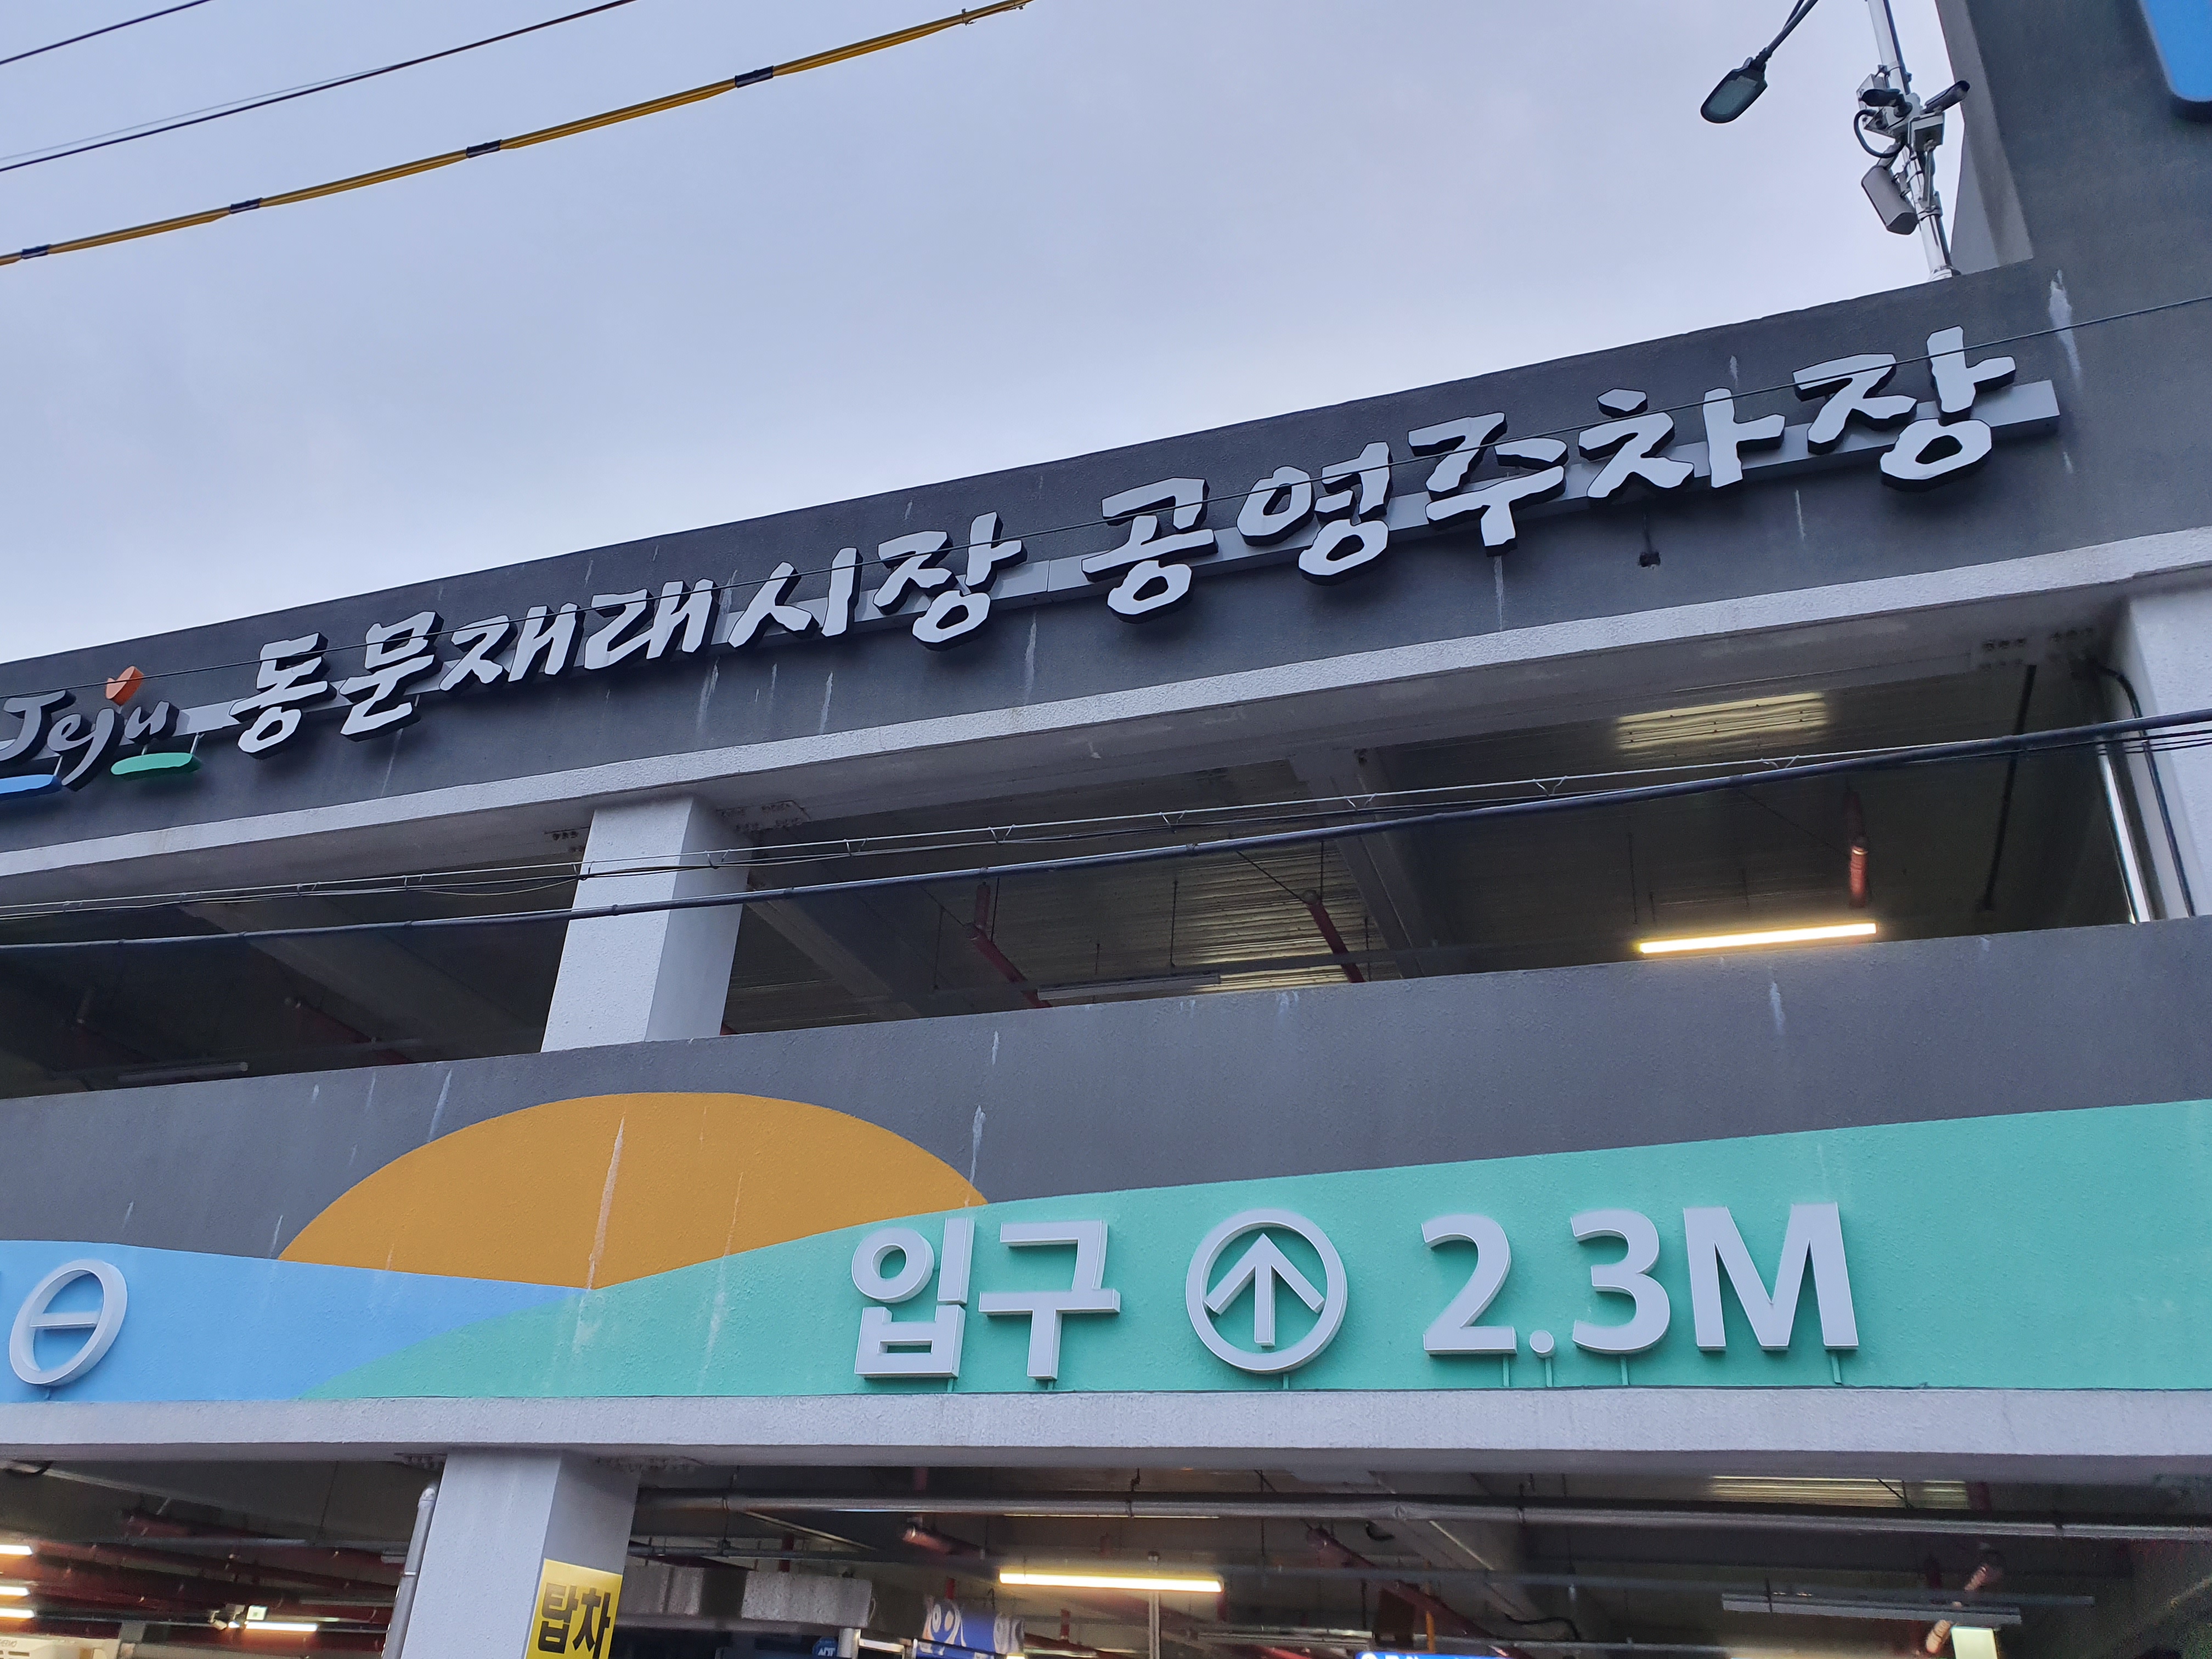 Jeju 동문재래시장 공영주차장
입구 2.3M
탑차